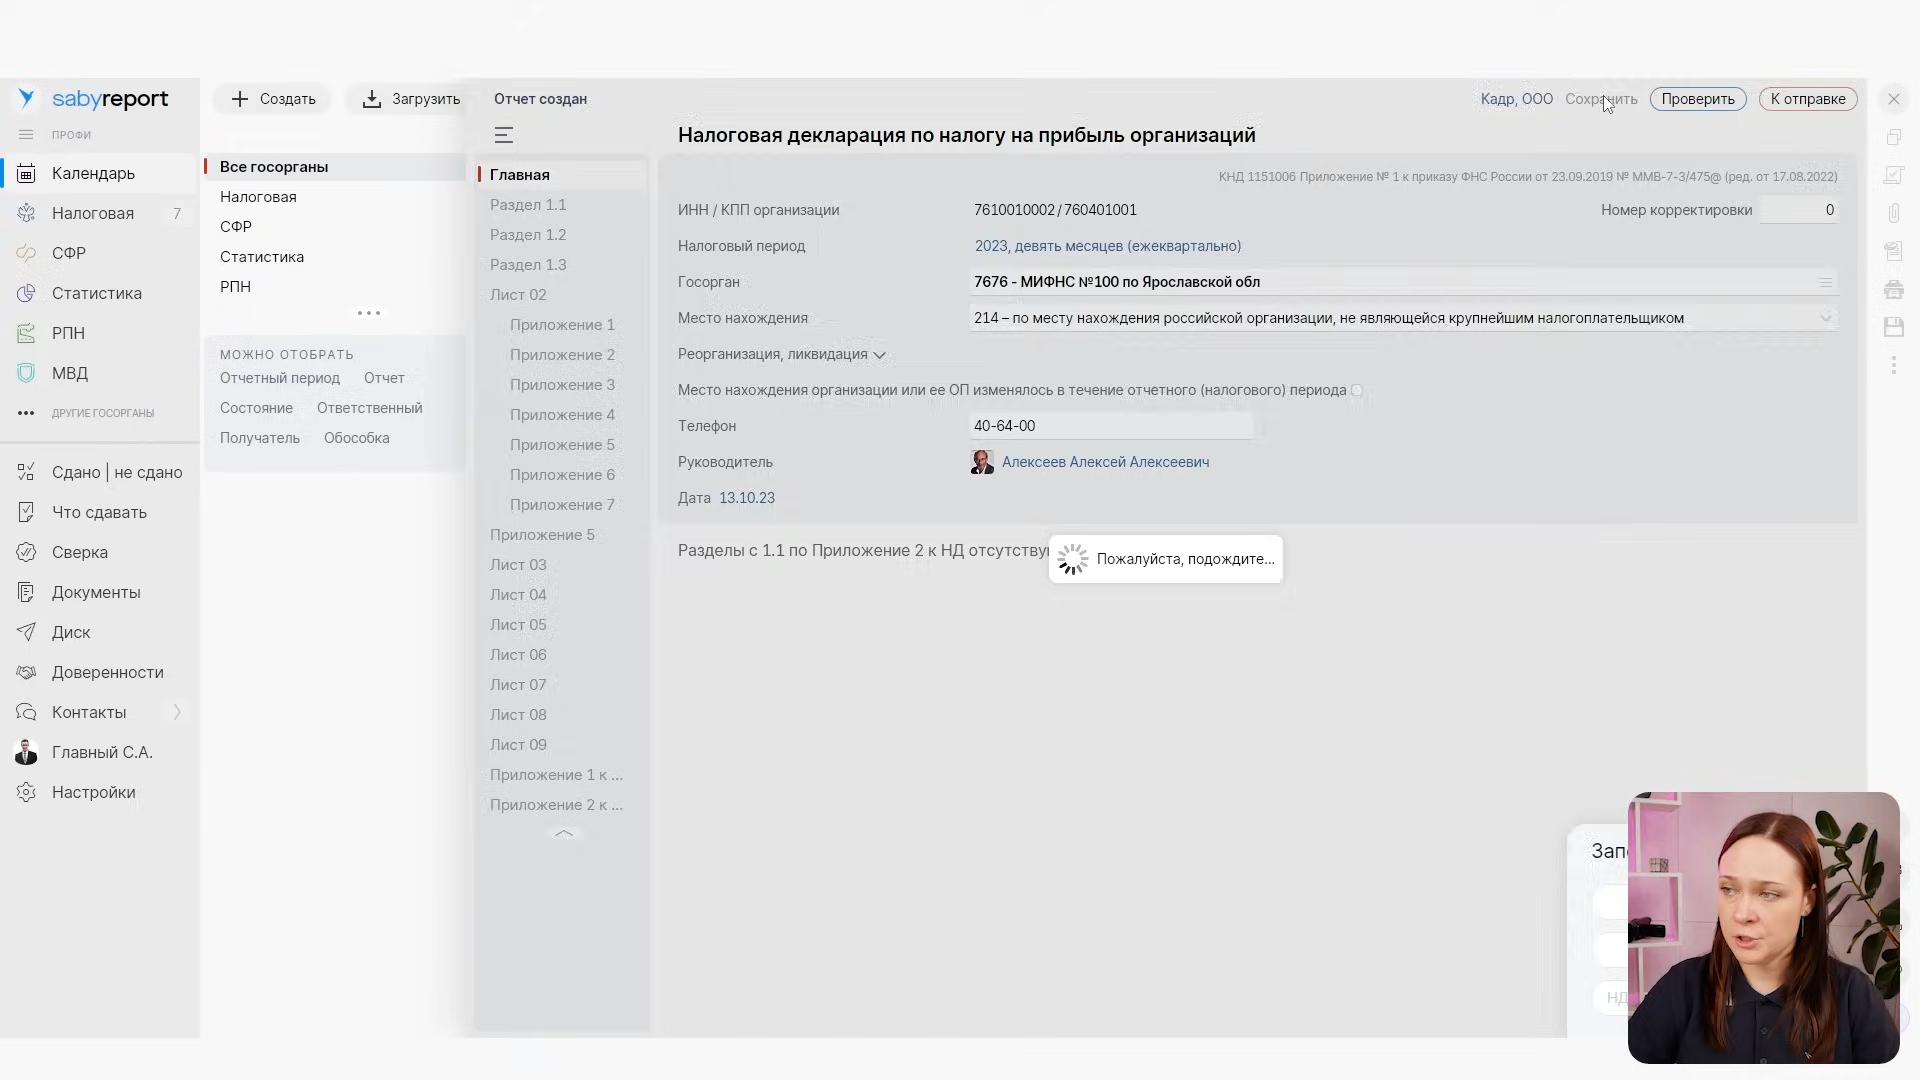 sabyreport
ПРОФИ
Календарь
Налоговая 7
СФР
Статистика
РПН
МВД
ДРУГИЕ ГОСОРГАНЫ
Сдано | не сдано
Что сдавать
Сверка
Документы
Диск
Доверенности
Контакты
Главный С.А.
Настройки
Создать
Загрузить
Все госорганы
Налоговая
СФР
Статистика
РПН
МОЖНО ОТОБРАТЬ
Отчетный период Отчет
Состояние Ответственный
Получатель Обособка
Отчет создан
Кадр, ООО Сохранить Проверить К отправке
Налоговая декларация по налогу на прибыль организаций
Главная
Раздел 1.1
Раздел 1.2
Раздел 1.3
Лист 02
Приложение 1
Приложение 2
Приложение 3
Приложение 4
Приложение 5
Приложение 6
Приложение 7
Приложение 5
Лист 03
Лист 04
Лист 05
Лист 06
Лист 07
Лист 08
Лист 09
Приложение 1 к ...
Приложение 2 к ...
КНД 1151006 Приложение № 1 к приказу ФНС России от 23.09.2019 № ММВ-7-3/475@ (ред. от 17.08.2022)
ИНН / КПП организации 7610010002 / 760401001 Номер корректировки 0
Налоговый период 2023, девять месяцев (ежеквартально)
Госорган 7676 - МИФНС №100 по Ярославской обл
Место нахождения 214 – по месту нахождения российской организации, не являющейся крупнейшим налогоплательщиком
Реорганизация, ликвидация
Место нахождения организации или ее ОП изменялось в течение отчетного (налогового) периода
Телефон 40-64-00
Руководитель Алексеев Алексей Алексеевич
Дата 13.10.23
Разделы с 1.1 по Приложение 2 к НД отсутству
Пожалуйста, подождите...